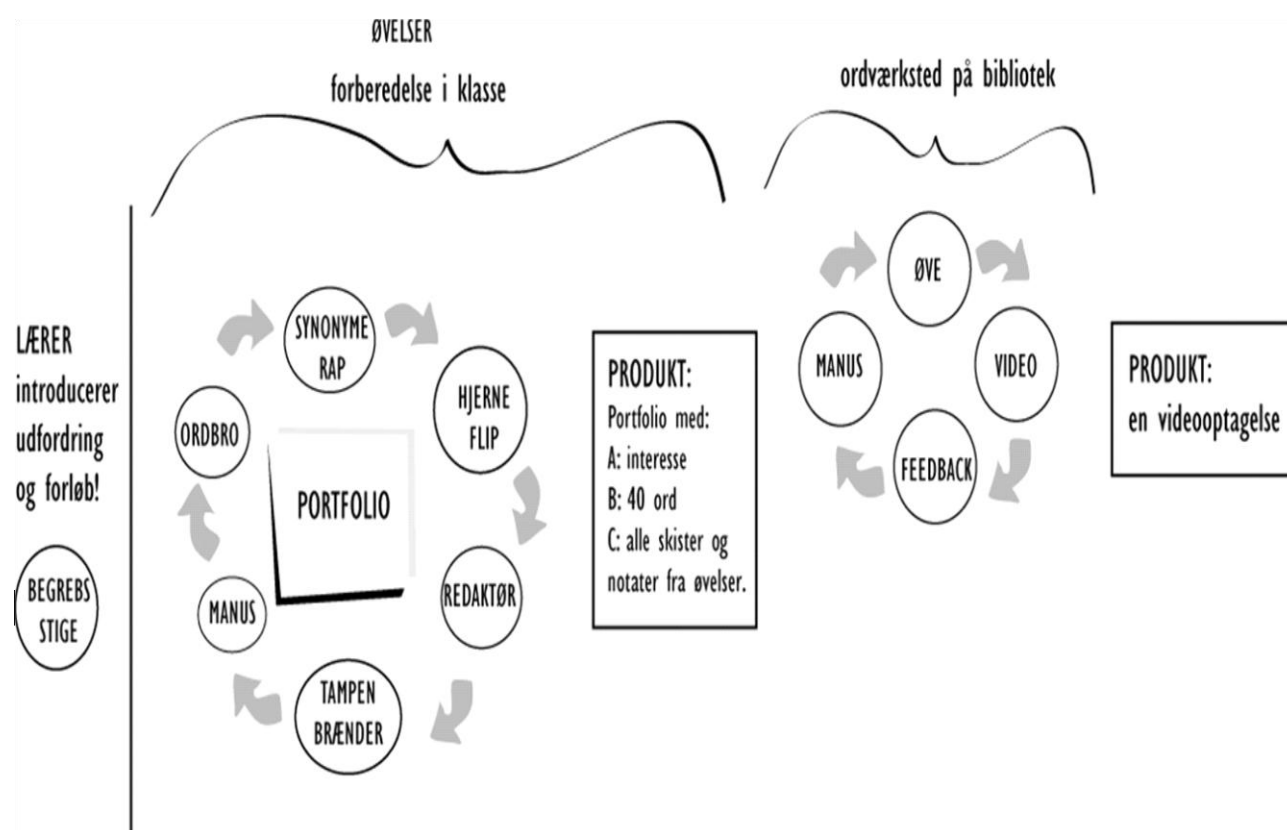 ØVELSER
forberedelse i klasse
ordværksted på bibliotek
LÆRER
introducerer
udfordring
og forløb!
BEGREBS
STIGE
SYNONYME
RAP
HJERNE
FLIP
REDAKTØR
TAMPEN
BRÆNDER
MANUS
ORDBRO
PORTFOLIO
PRODUKT:
Portfolio med:
A: interesse
B: 40 ord
C: alle skister og
notater fra øvelser.
ØVE
VIDEO
FEEDBACK
MANUS
PRODUKT:
en videooptagelse